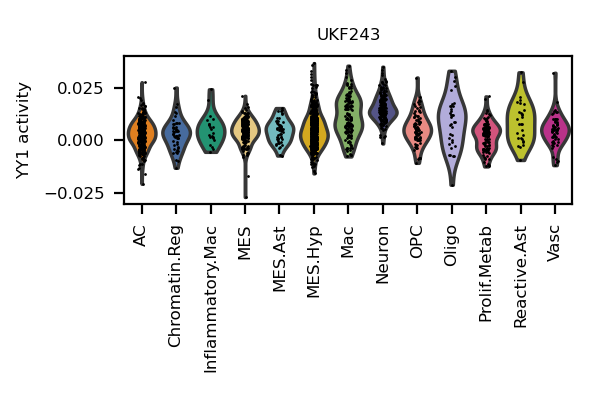 UKF243
YY1 activity
0.025
0.000
−0.025
AC
Chromatin.Reg
Inflammatory.Mac
MES
MES.Ast
MES.Hyp
Mac
Neuron
OPC
Oligo
Prolif.Metab
Reactive.Ast
Vasc